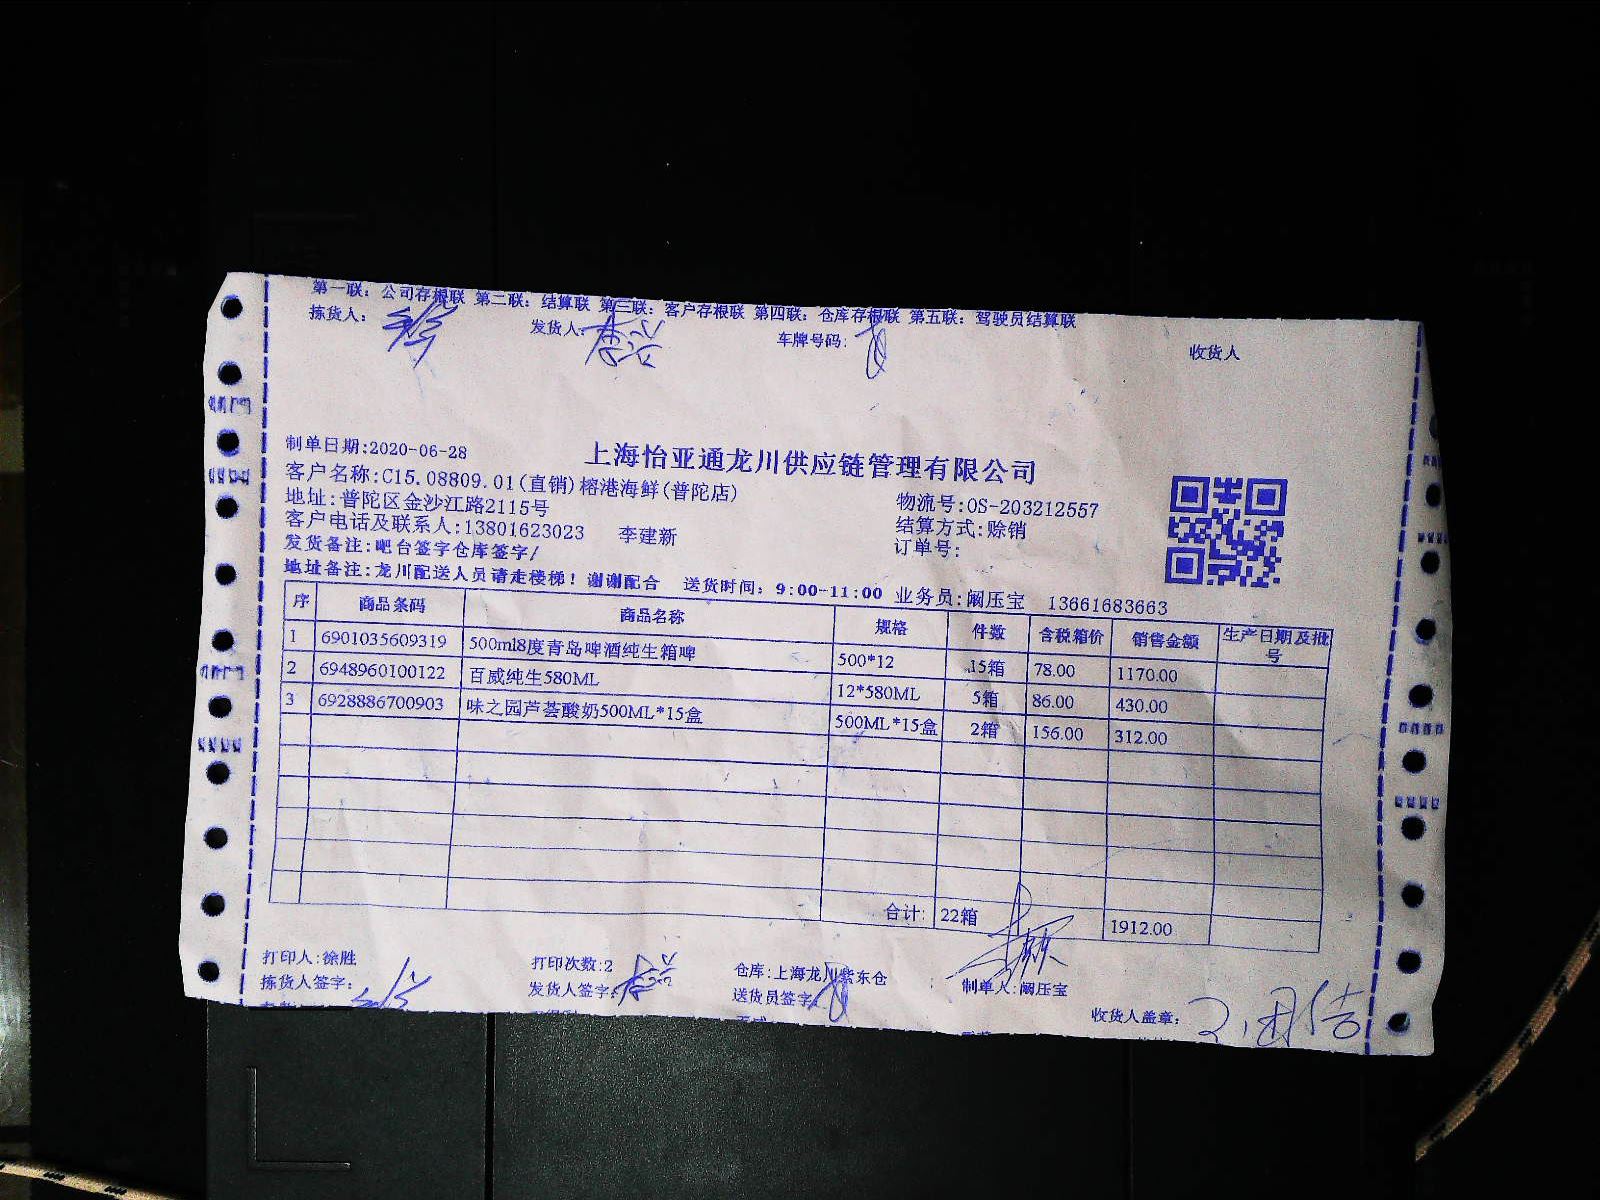 第一联：公司存根联 第二联：结算联 第三联：客户存根联 第四联：仓库存根联 第五联：驾驶员结算联
拣货人： 发货人： 车牌号码: 收货人
上海怡亚通龙川供应链管理有限公司
制单日期:2020-06-28
客户名称:C15.08809.01(直销)榕港海鲜(普陀店) 物流号:OS-203212557
地址:普陀区金沙江路2115号 结算方式:赊销
客户电话及联系人:13801623023 李建新 订单号:
发货备注:吧台签字仓库签字/
地址备注:龙川配送人员请走楼梯！谢谢配合 送货时间：9:00-11:00 业务员:阚压宝 13661683663
序 商品条码 商品名称 规格 件数 含税箱价 销售金额 生产日期及批号
1 6901035609319 500ml8度青岛啤酒纯生箱啤 500*12 15箱 78.00 1170.00
2 6948960100122 百威纯生580ML 12*580ML 5箱 86.00 430.00
3 6928886700903 味之园芦荟酸奶500ML*15盒 500ML*15盒 2箱 156.00 312.00
合计: 22箱 1912.00
打印人:徐胜 打印次数:2 仓库:上海龙川紫东仓 制单人:阚压宝
拣货人签字: 发货人签字: 送货员签字: 收货人盖章: